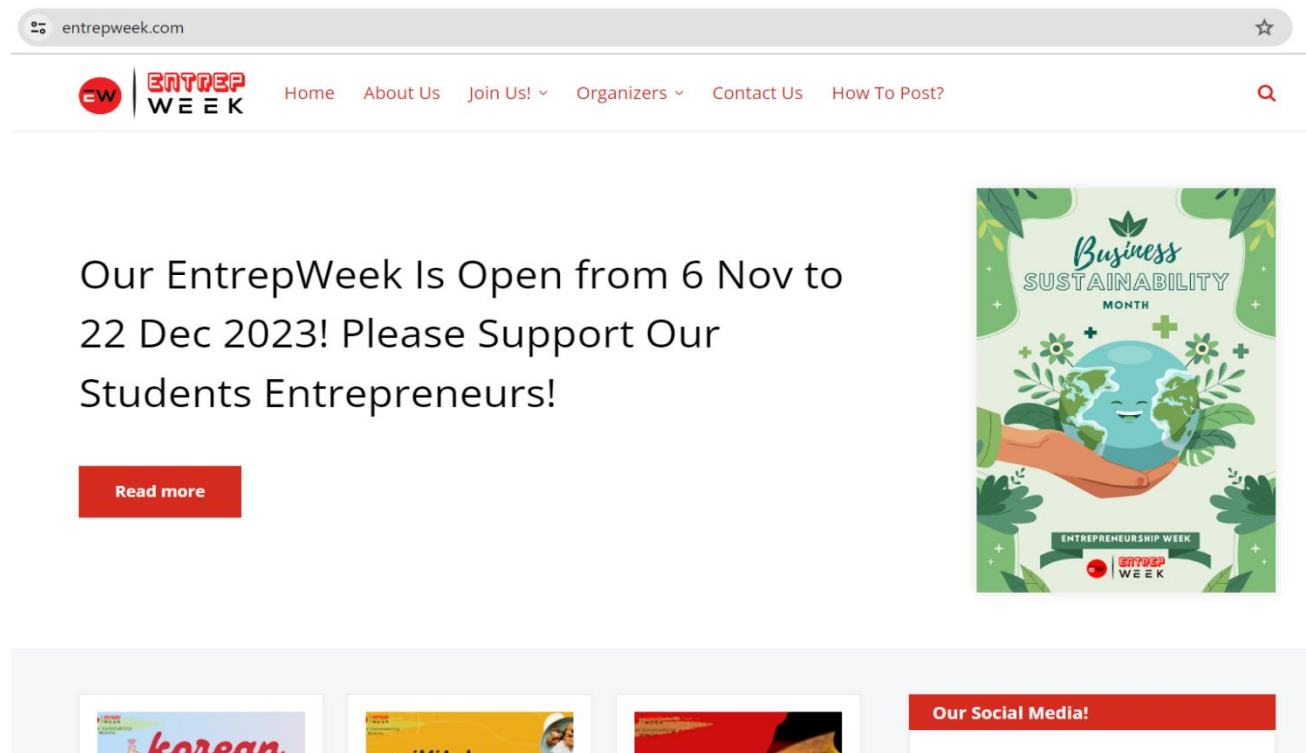 entrepweek.com
EW ENTREP
WEEK
Home About Us Join Us! Organizers Contact Us How To Post?
Our EntrepWeek Is Open from 6 Nov to
22 Dec 2023! Please Support Our
Students Entrepreneurs!
Read more
Business
SUSTAINABILITY
MONTH
ENTREPRENEURSHIP WEEK
EW ENTREP
WEEK
korean
Our Social Media!